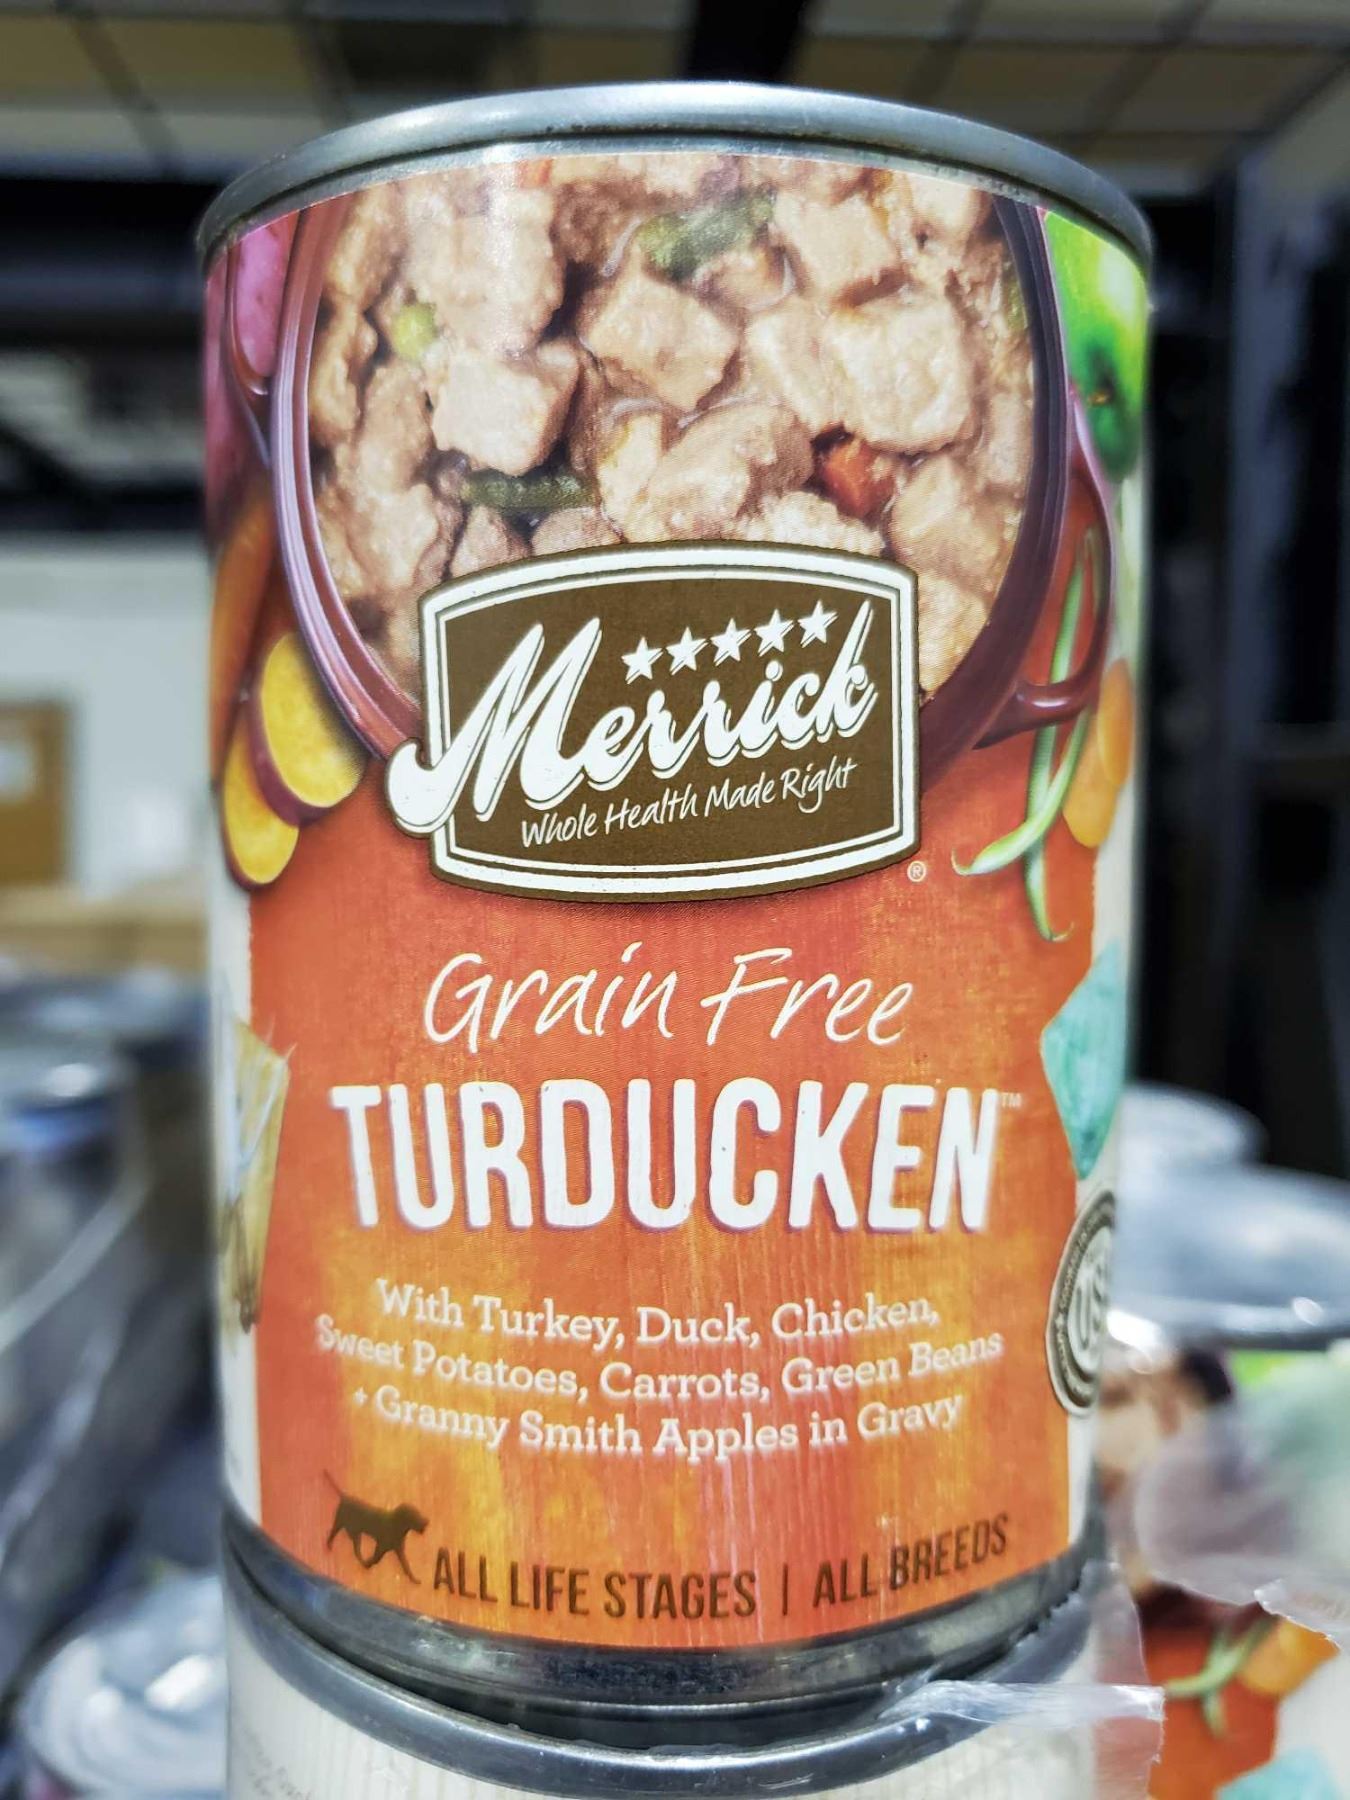 Merrick
Whole Health Made Right
®
Grain Free
TURDUCKEN™
With Turkey, Duck, Chicken,
Sweet Potatoes, Carrots, Green Beans
+ Granny Smith Apples in Gravy
ALL LIFE STAGES | ALL BREEDS